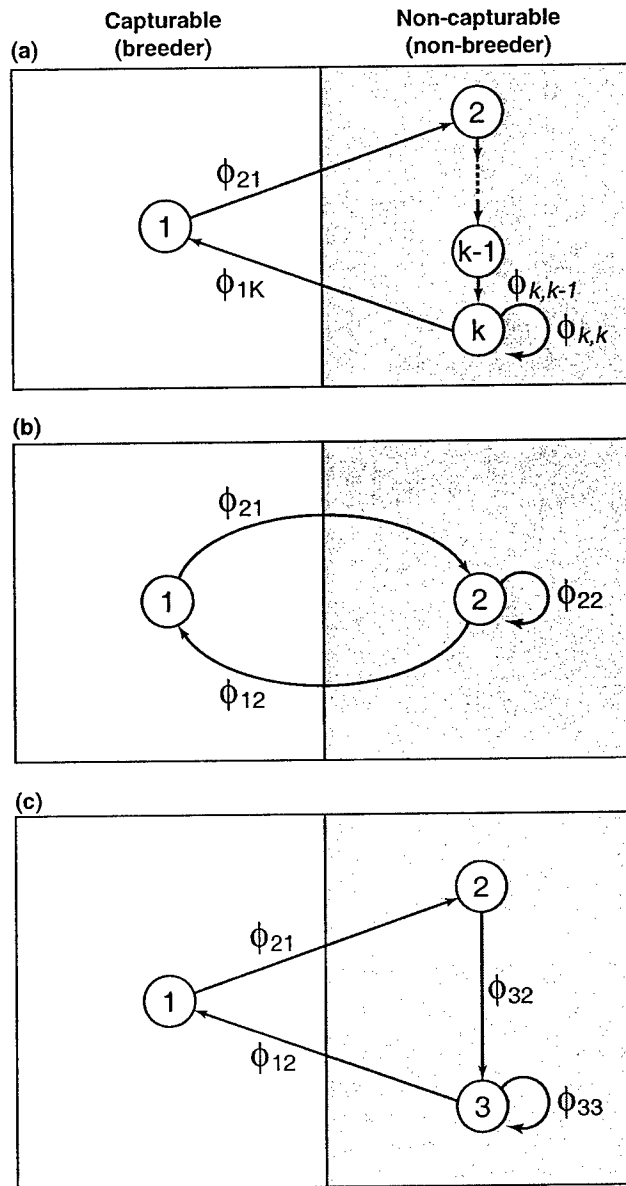 Capturable
(breeder)
Non-capturable
(non-breeder)
(a)
2
ϕ21
1
k-1
ϕ1K
ϕk,k-1
k
ϕk,k
(b)
ϕ21
1
2
ϕ22
ϕ12
(c)
2
ϕ21
1
ϕ32
ϕ12
3
ϕ33